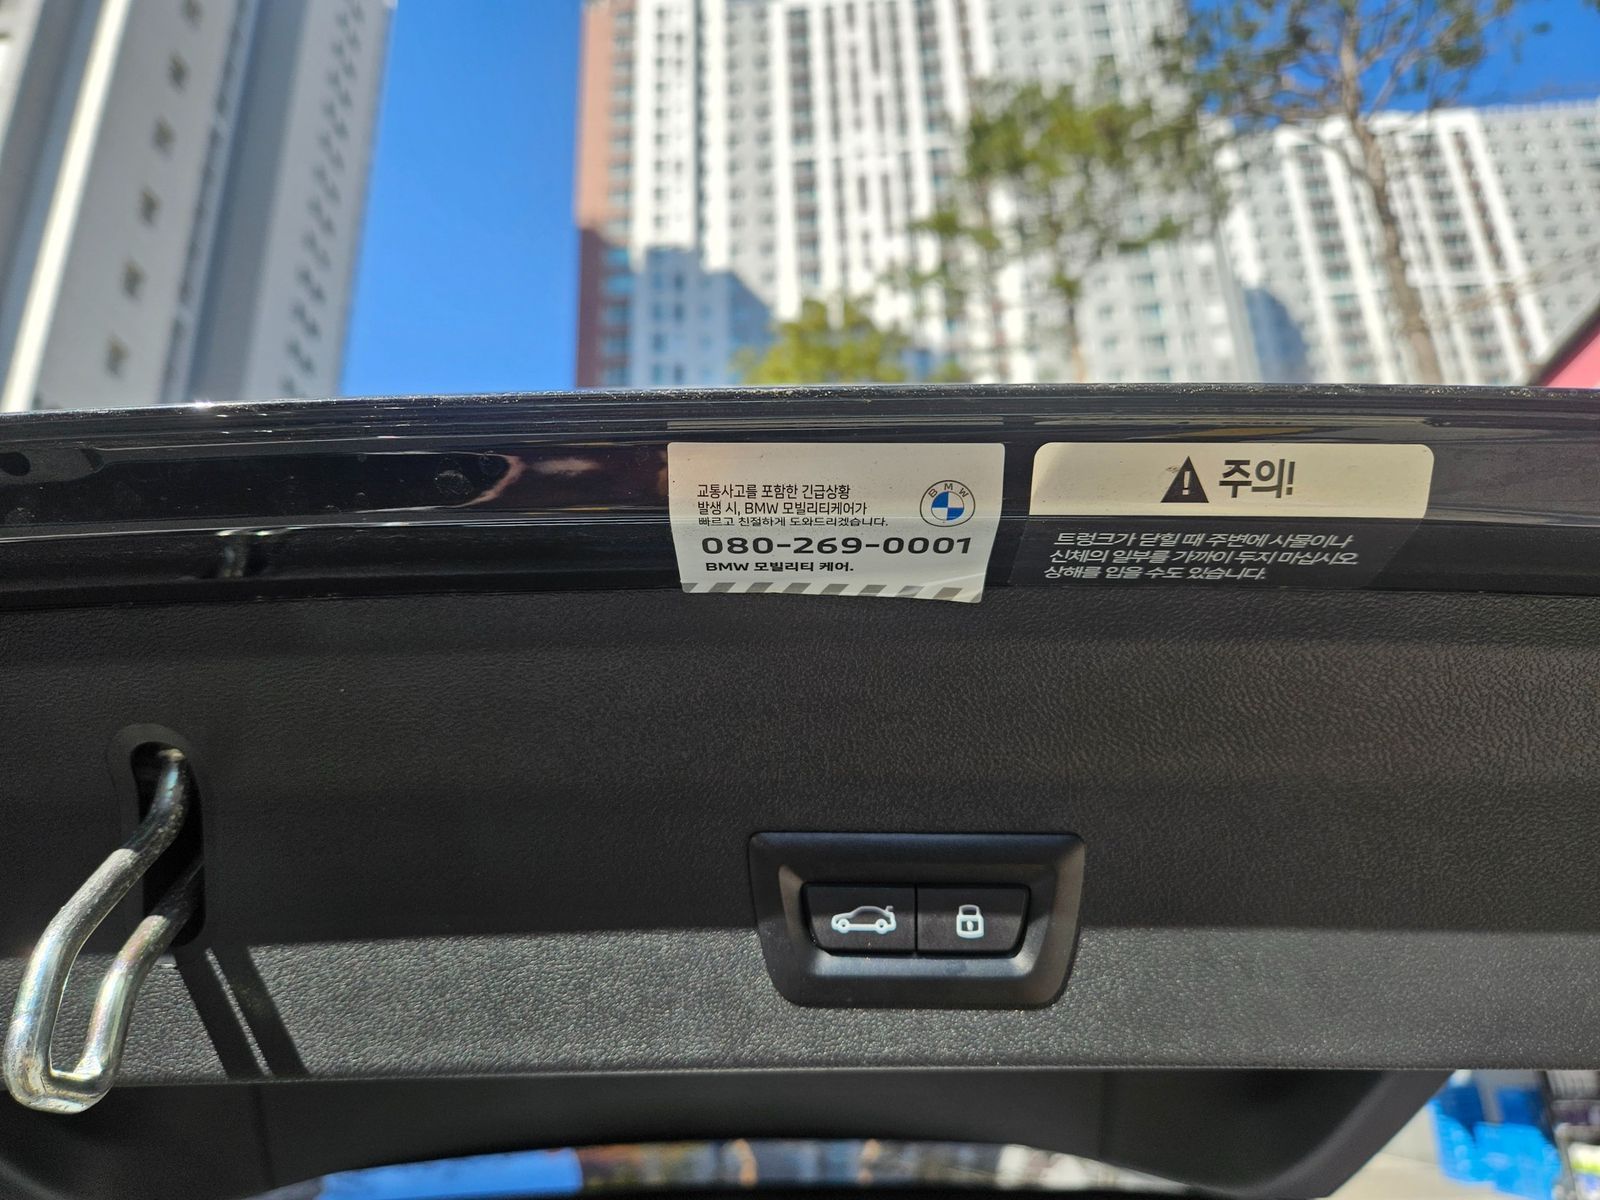 교통사고를 포함한 긴급상황
발생 시, BMW 모빌리티케어가
빠르고 친절하게 도와드리겠습니다.
080-269-0001
BMW 모빌리티 케어.
BMW
주의!
트렁크가 닫힐 때 주변에 사물이나
신체의 일부를 가까이 두지 마십시오.
상해를 입을 수도 있습니다.